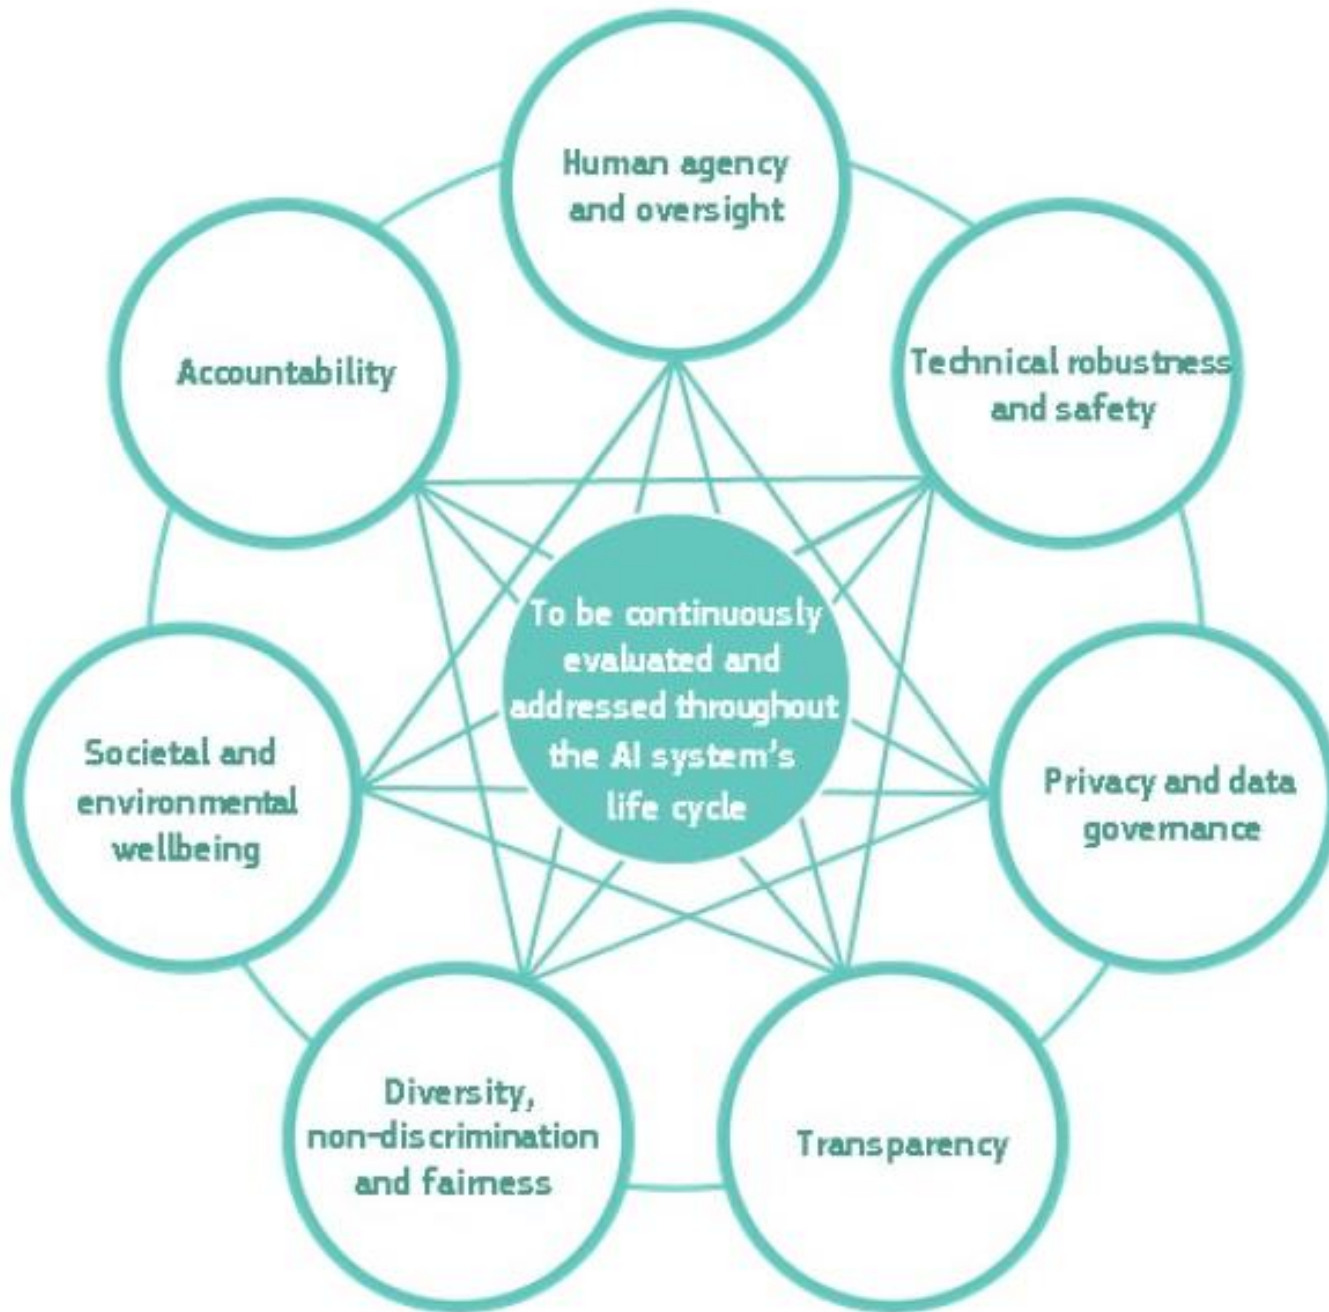 Human agency
and oversight
Technical robustness
and safety
Privacy and data
governance
Transparency
Diversity,
non-discrimination
and fairness
Societal and
environmental
wellbeing
Accountability
To be continuously
evaluated and
addressed throughout
the AI system's
life cycle